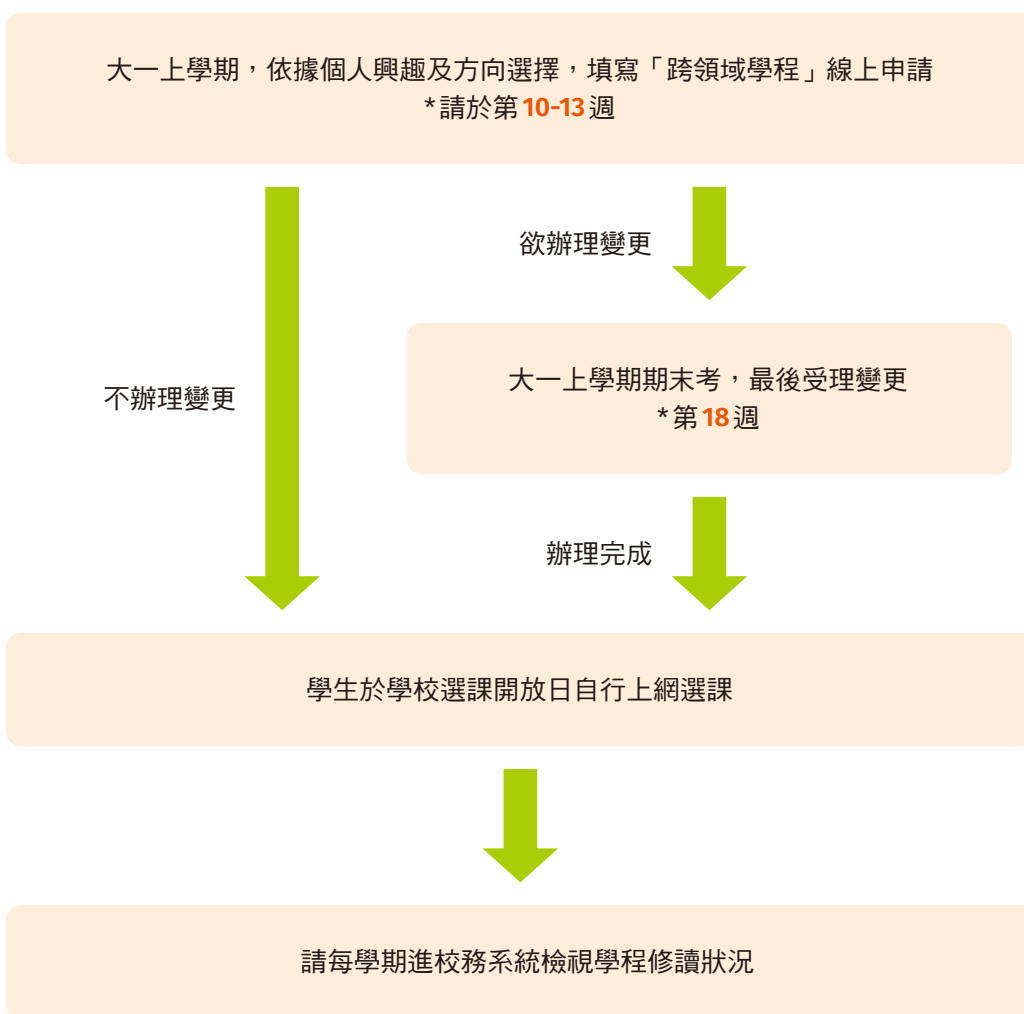 大一上學期，依據個人興趣及方向選擇，填寫「跨領域學程」線上申請
*請於第10-13週
欲辦理變更
不辦理變更
大一上學期期末考，最後受理變更
*第18週
辦理完成
學生於學校選課開放日自行上網選課
請每學期進校務系統檢視學程修讀狀況